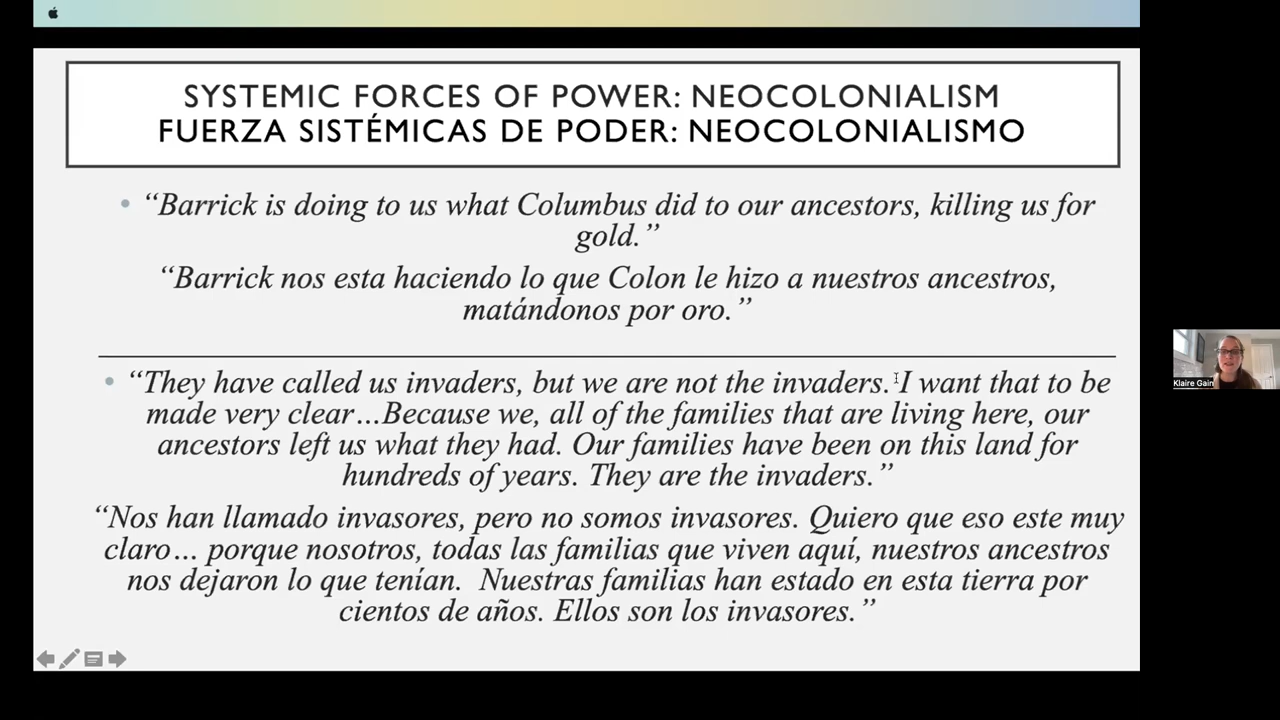 SYSTEMIC FORCES OF POWER: NEOCOLONIALISM
FUERZA SISTÉMICAS DE PODER: NEOCOLONIALISMO
• “Barrick is doing to us what Columbus did to our ancestors, killing us for
gold.”
“Barrick nos esta haciendo lo que Colon le hizo a nuestros ancestros,
matándonos por oro.”
• “They have called us invaders, but we are not the invaders. I want that to be
made very clear…Because we, all of the families that are living here, our
ancestors left us what they had. Our families have been on this land for
hundreds of years. They are the invaders.”
“Nos han llamado invasores, pero no somos invasores. Quiero que eso este muy
claro… porque nosotros, todas las familias que viven aquí, nuestros ancestros
nos dejaron lo que tenían.  Nuestras familias han estado en esta tierra por
cientos de años. Ellos son los invasores.”
Klaire Gain